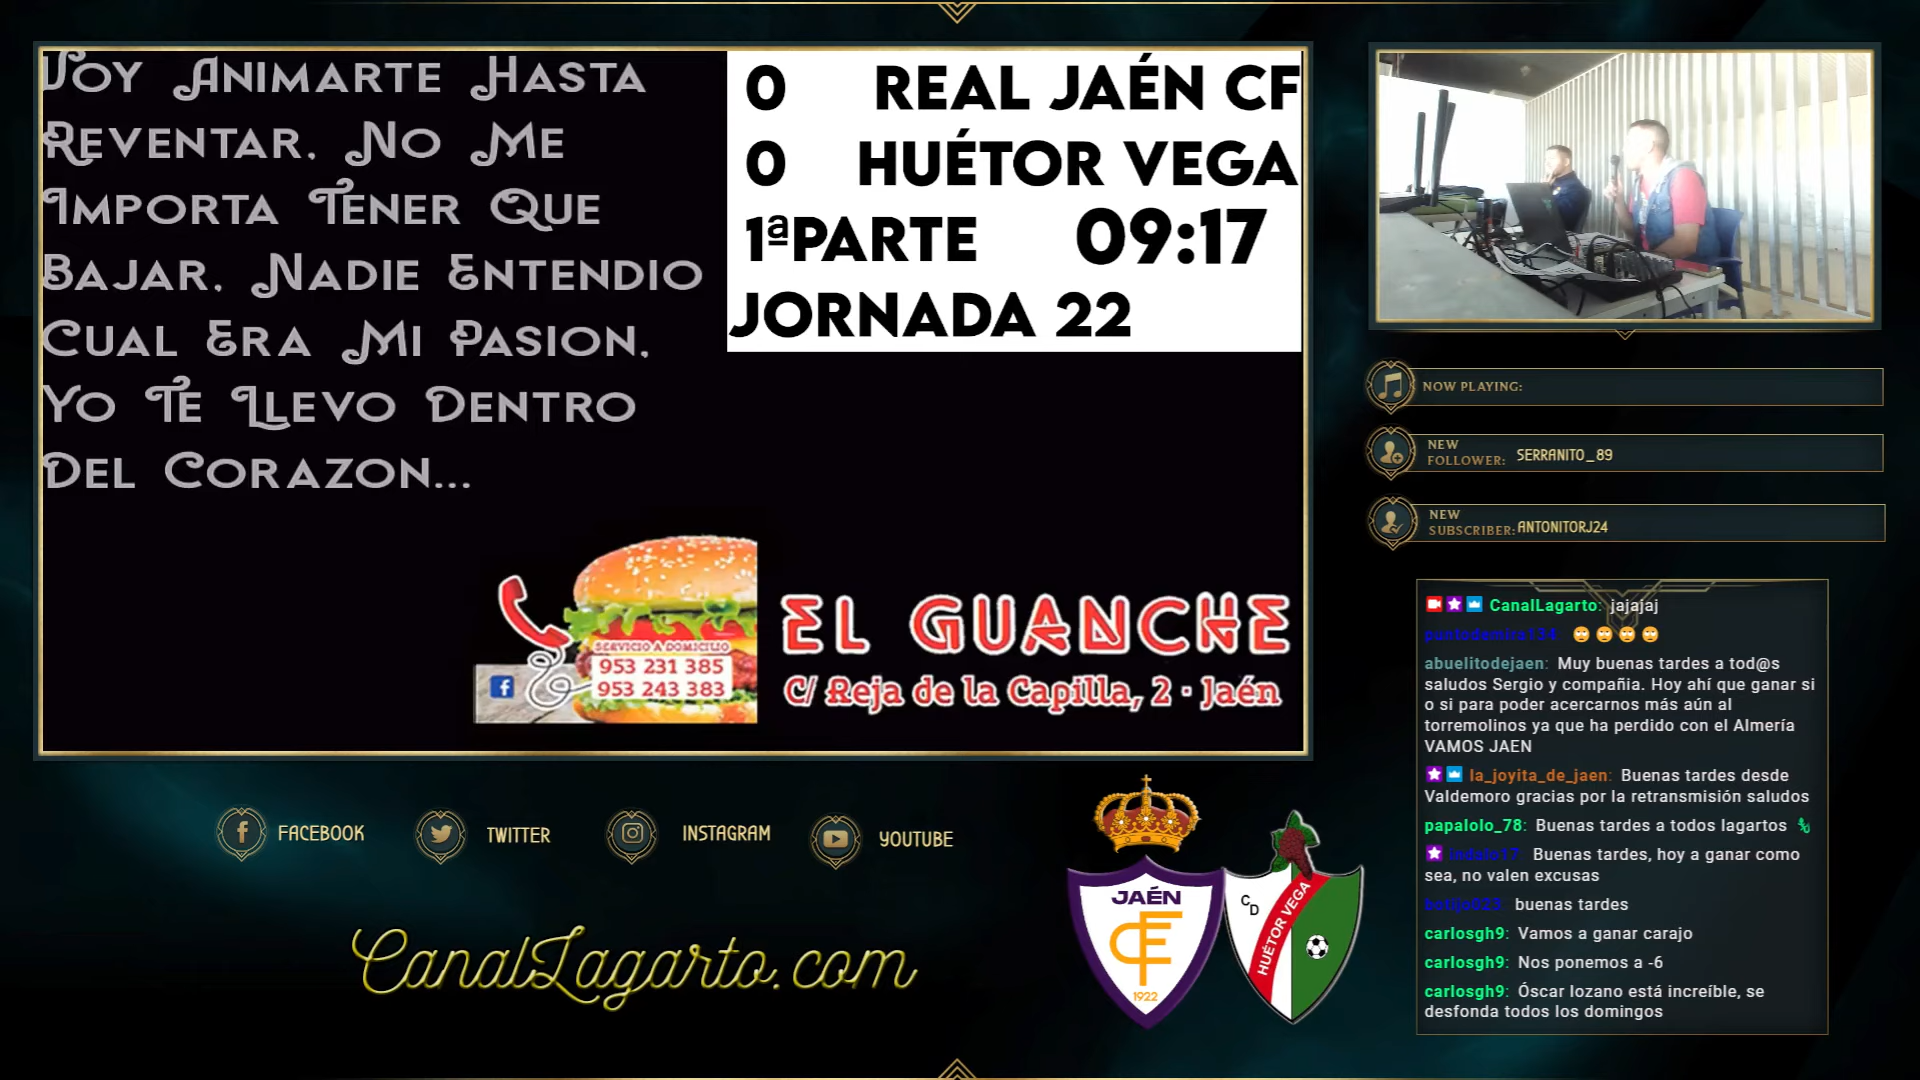 Voy Animarte Hasta
Reventar. No Me
Importa Tener Que
Bajar. Nadie Entendio
Cual Era Mi Pasion.
Yo Te Llevo Dentro
Del Corazon...
0 REAL JAÉN CF
0 HUÉTOR VEGA
1ªPARTE 09:17
JORNADA 22
SERVICIO A DOMICILIO
953 231 385
953 243 383
EL GUANCHE
C/ Reja de la Capilla, 2 · Jaén
NOW PLAYING:
NEW
FOLLOWER: SERRANITO_89
NEW
SUBSCRIBER: ANTONITORJ24
CanalLagarto: jajajaj
abuelitodejaen: Muy buenas tardes a tod@s
saludos Sergio y compañia. Hoy ahí que ganar si
o si para poder acercarnos más aún al
torremolinos ya que ha perdido con el Almería
VAMOS JAEN
la_joyita_de_jaen: Buenas tardes desde
Valdemoro gracias por la retransmisión saludos
papalolo_78: Buenas tardes a todos lagartos
indalo17: Buenas tardes, hoy a ganar como
sea, no valen excusas
buenas tardes
carlosgh9: Vamos a ganar carajo
carlosgh9: Nos ponemos a -6
carlosgh9: Óscar lozano está increíble, se
desfonda todos los domingos
FACEBOOK
TWITTER
INSTAGRAM
YOUTUBE
CanalLagarto.com
JAÉN
CF
1922
CD
HUÉTOR VEGA